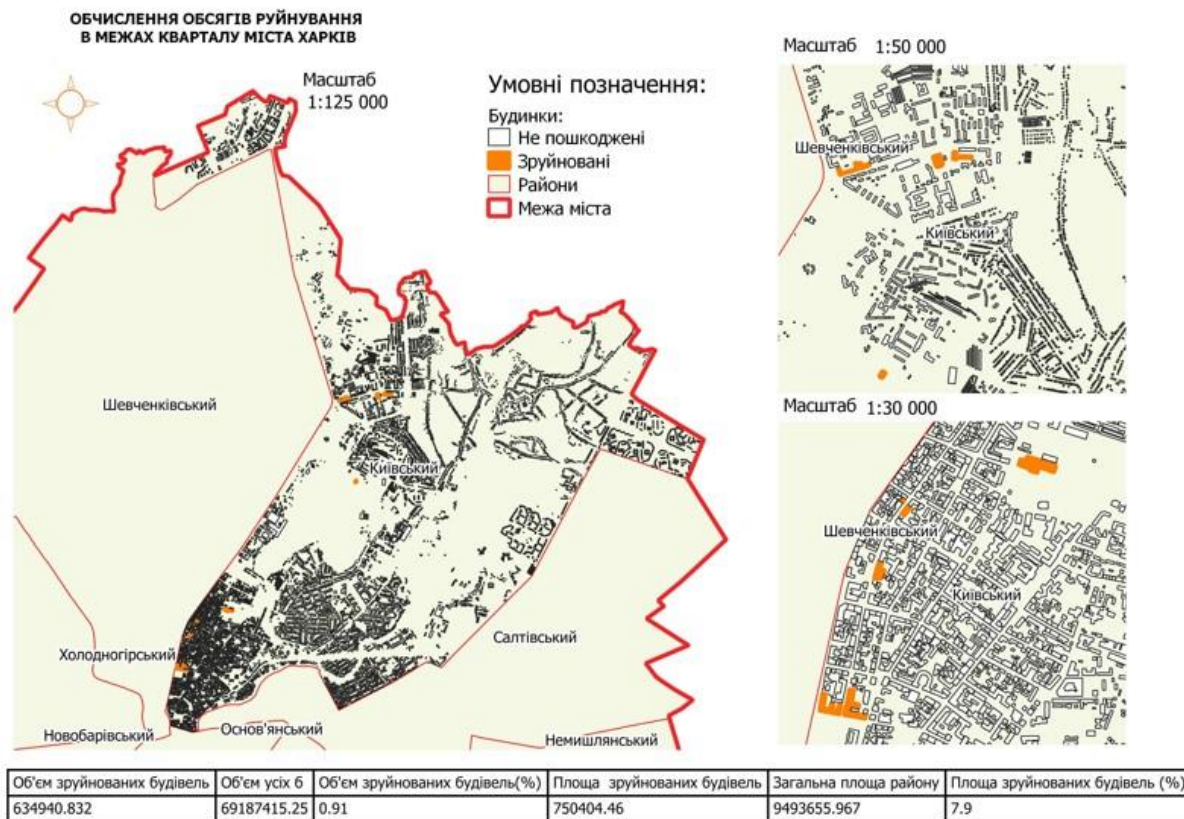 ОБЧИСЛЕННЯ ОБСЯГІВ РУЙНУВАННЯ
В МЕЖАХ КВАРТАЛУ МІСТА ХАРКІВ
Масштаб
1:125 000
Умовні позначення:
Будинки:
Не пошкоджені
Зруйновані
Райони
Межа міста
Шевченківський
Київський
Салтівський
Холодногірський
Новобарівський
Основ'янський
Немишлянський
Масштаб 1:50 000
Шевченківський
Київський
Масштаб 1:30 000
Шевченківський
Київський
Об'єм зруйнованих будівель Об'єм усіх б Об'єм зруйнованих будівель(%) Площа зруйнованих будівель Загальна площа району Площа зруйнованих будівель (%)
634940.832 69187415.25 0.91 750404.46 9493655.967 7.9